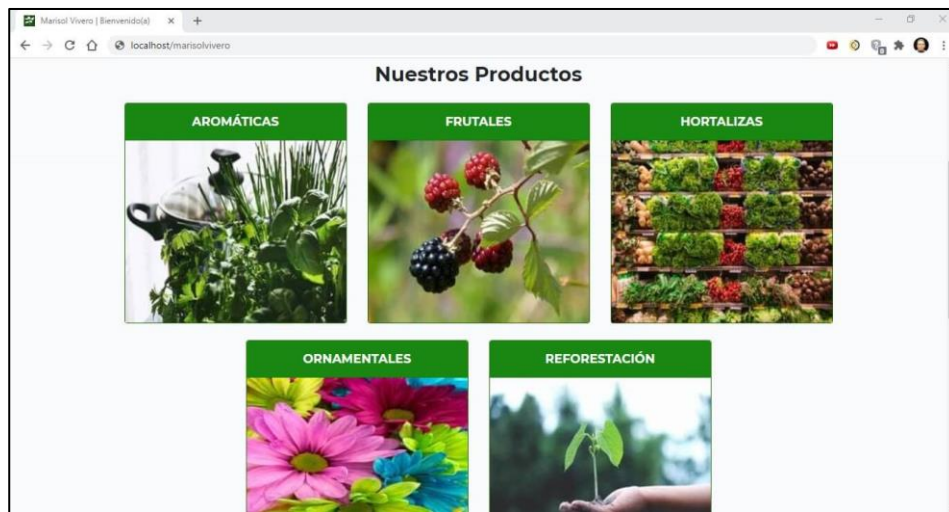 Marisol Vivero | Bienvenido(a)
localhost/marisolvivero
Nuestros Productos
AROMÁTICAS
FRUTALES
HORTALIZAS
ORNAMENTALES
REFORESTACIÓN